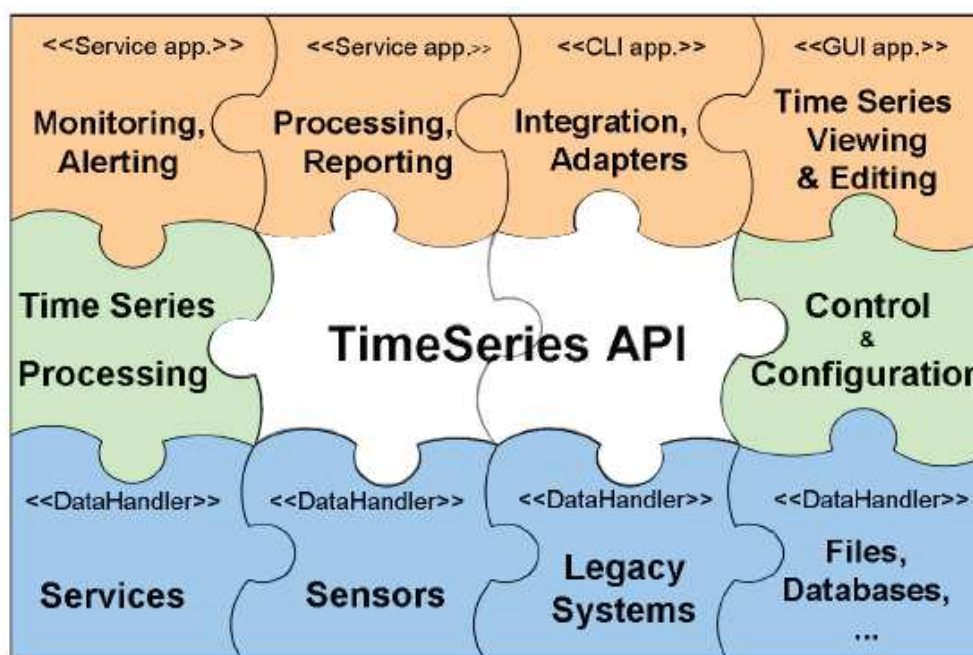 <<Service app.>>
Monitoring,
Alerting
<<Service app.>>
Processing,
Reporting
<<CLI app.>>
Integration,
Adapters
<<GUI app.>>
Time Series
Viewing
& Editing
Time Series
Processing
TimeSeries API
Control
&
Configuration
<<DataHandler>>
Services
<<DataHandler>>
Sensors
<<DataHandler>>
Legacy
Systems
<<DataHandler>>
Files,
Databases,
...